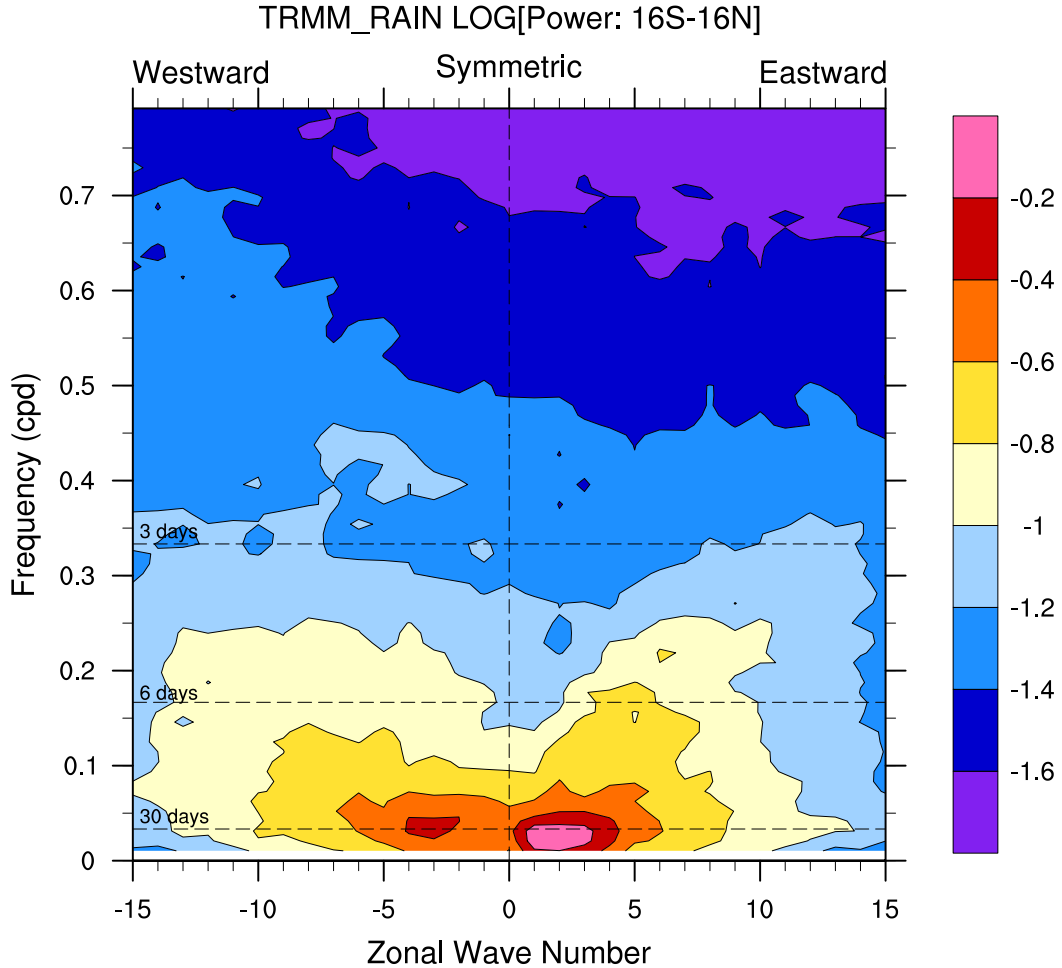 TRMM_RAIN LOG[Power: 16S-16N]
Westward Symmetric Eastward
0.7
0.6
0.5
0.4
0.3
0.2
0.1
0
Frequency (cpd)
3 days
6 days
30 days
-15 -10 -5 0 5 10 15
Zonal Wave Number
-0.2
-0.4
-0.6
-0.8
-1
-1.2
-1.4
-1.6